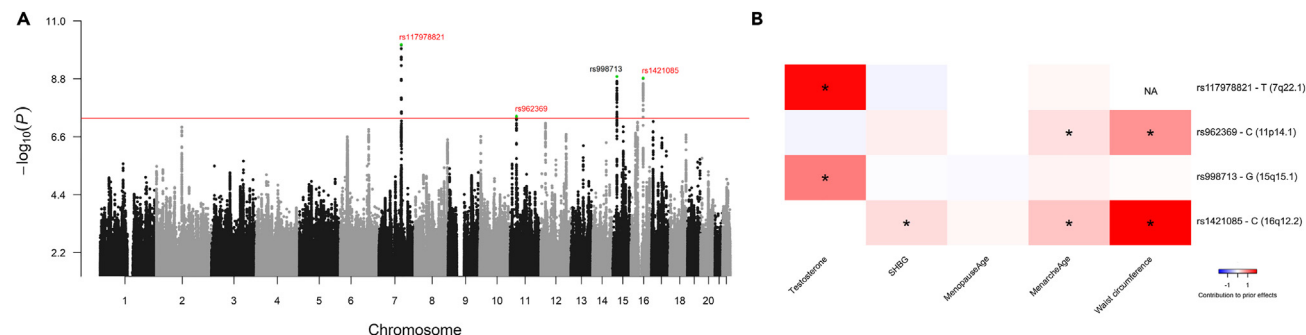 A
11.0
8.8
6.6
4.4
2.2
−log10(P)
rs117978821
rs998713
rs1421085
rs962369
1 2 3 4 5 6 7 8 9 10 11 12 13 14 15 16 18 20
Chromosome
B
NA
rs117978821 - T (7q22.1)
rs962369 - C (11p14.1)
rs998713 - G (15q15.1)
rs1421085 - C (16q12.2)
* 
* *
*
* * *
Testosterone
SHBG
MenopauseAge
MenarcheAge
Waist circumference
-1 1
Contribution to prior effects